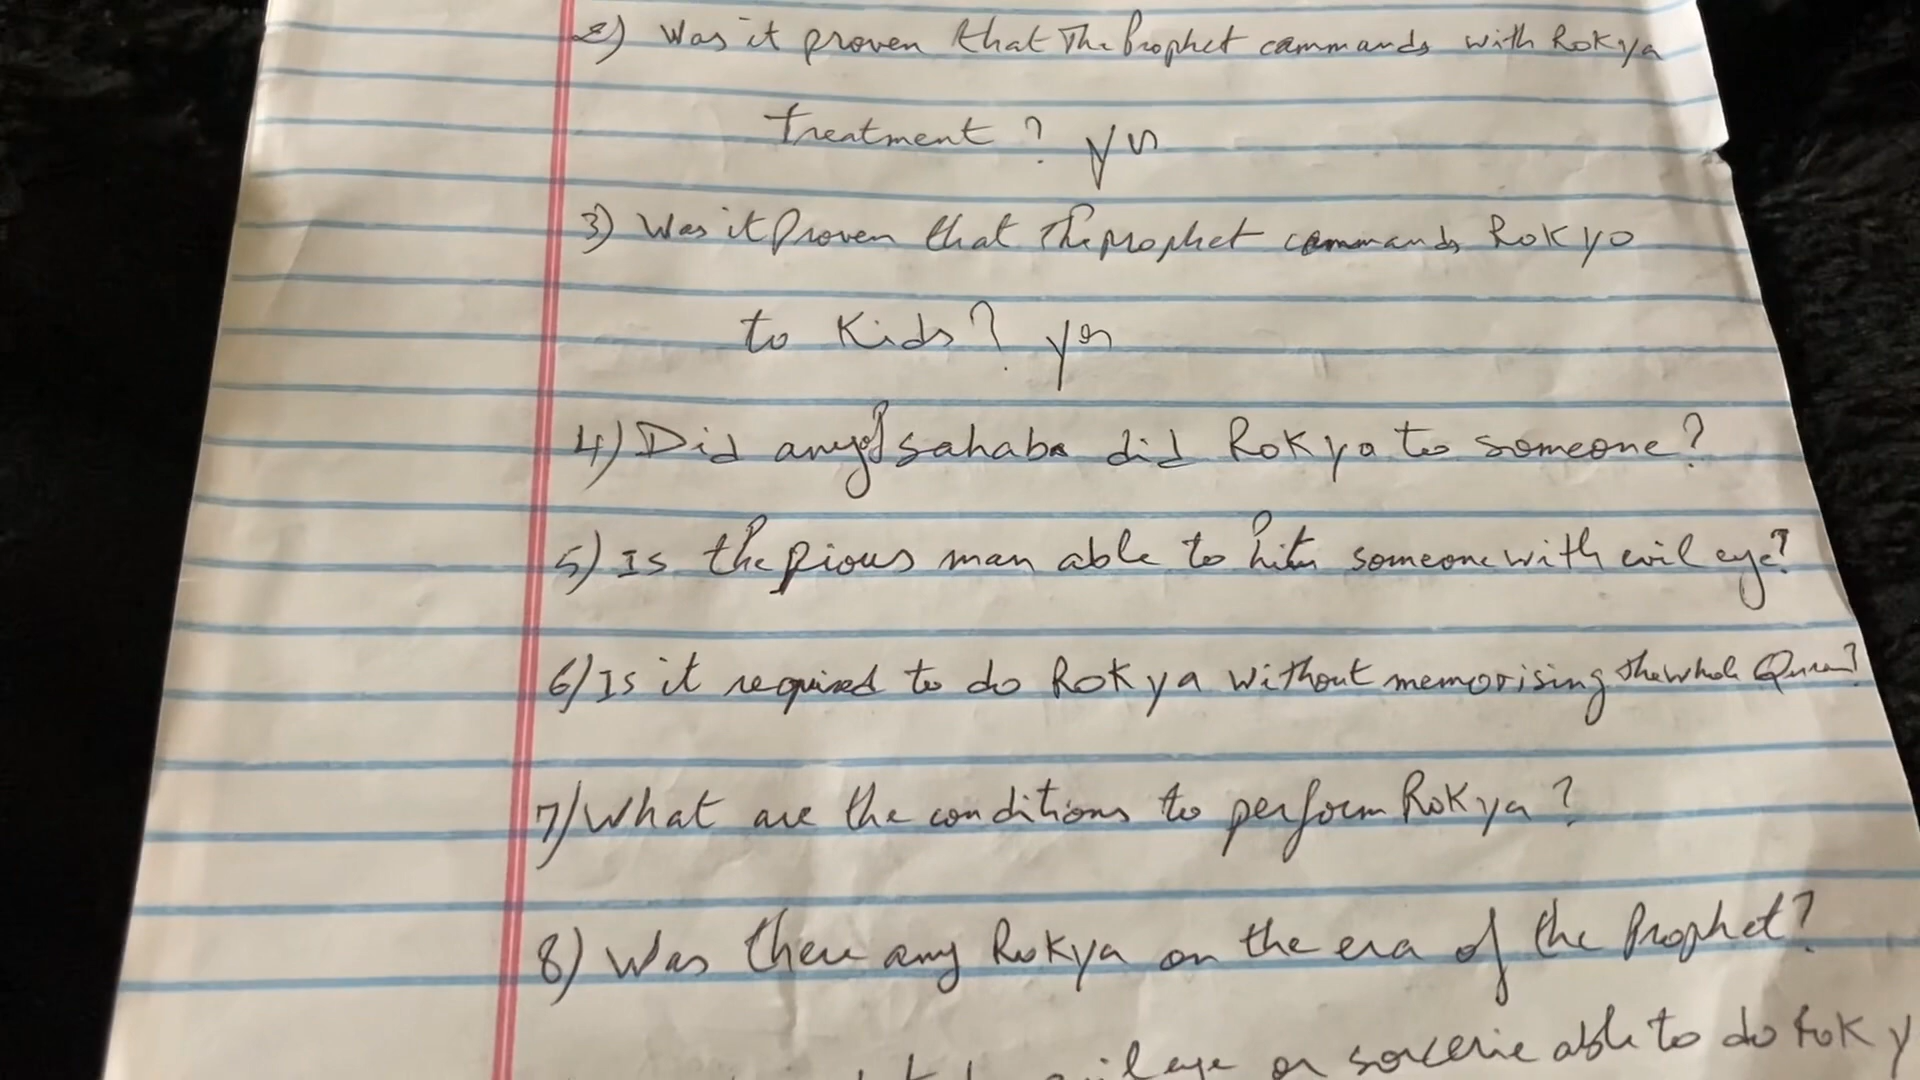 2) Was it proven that The Prophet commands with Rokya
treatment? yes
3) Was it Proven that The prophet commands Rokya
to Kids? yes
4) Did any of sahaba did Rokya to someone?
5) Is the pious man able to someone with evil eye?
6) Is it required to do Rokya without memorising the whole Quran?
7) What are the conditions to perform Rokya?
8) Was there any Rokya on the era of the Prophet?
eye or sorcerie able to do Roky